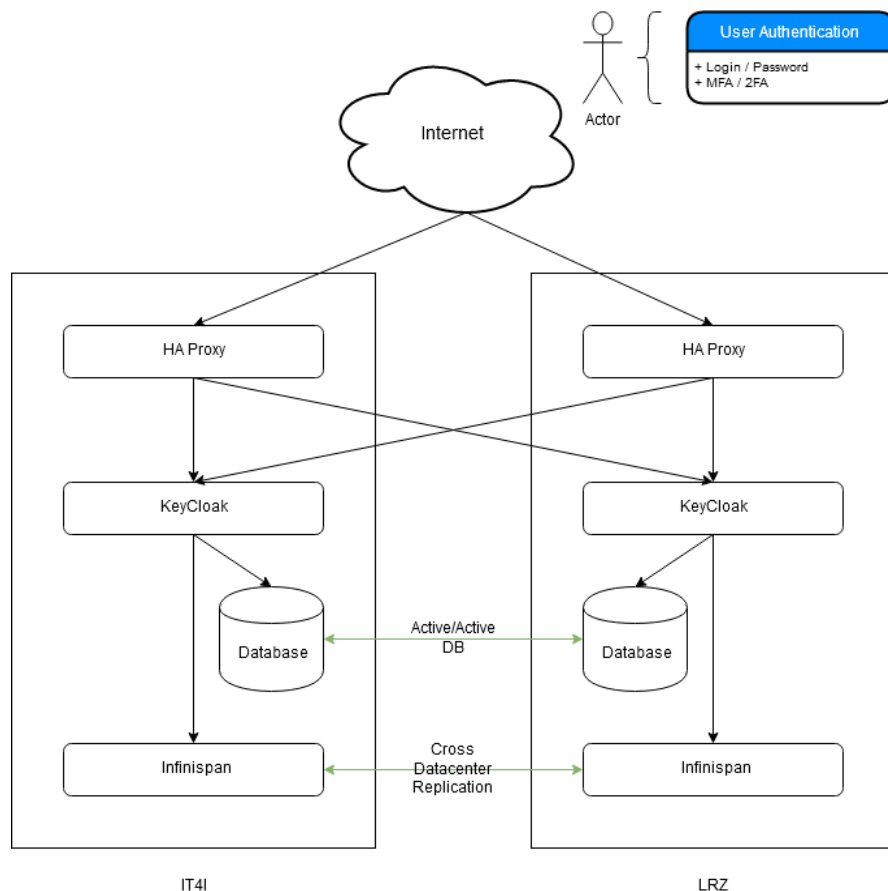 User Authentication
+ Login / Password
+ MFA / 2FA
Actor
Internet
HA Proxy
HA Proxy
KeyCloak
KeyCloak
Active/Active
DB
Database
Database
Cross
Datacenter
Replication
Infinispan
Infinispan
IT4I
LRZ